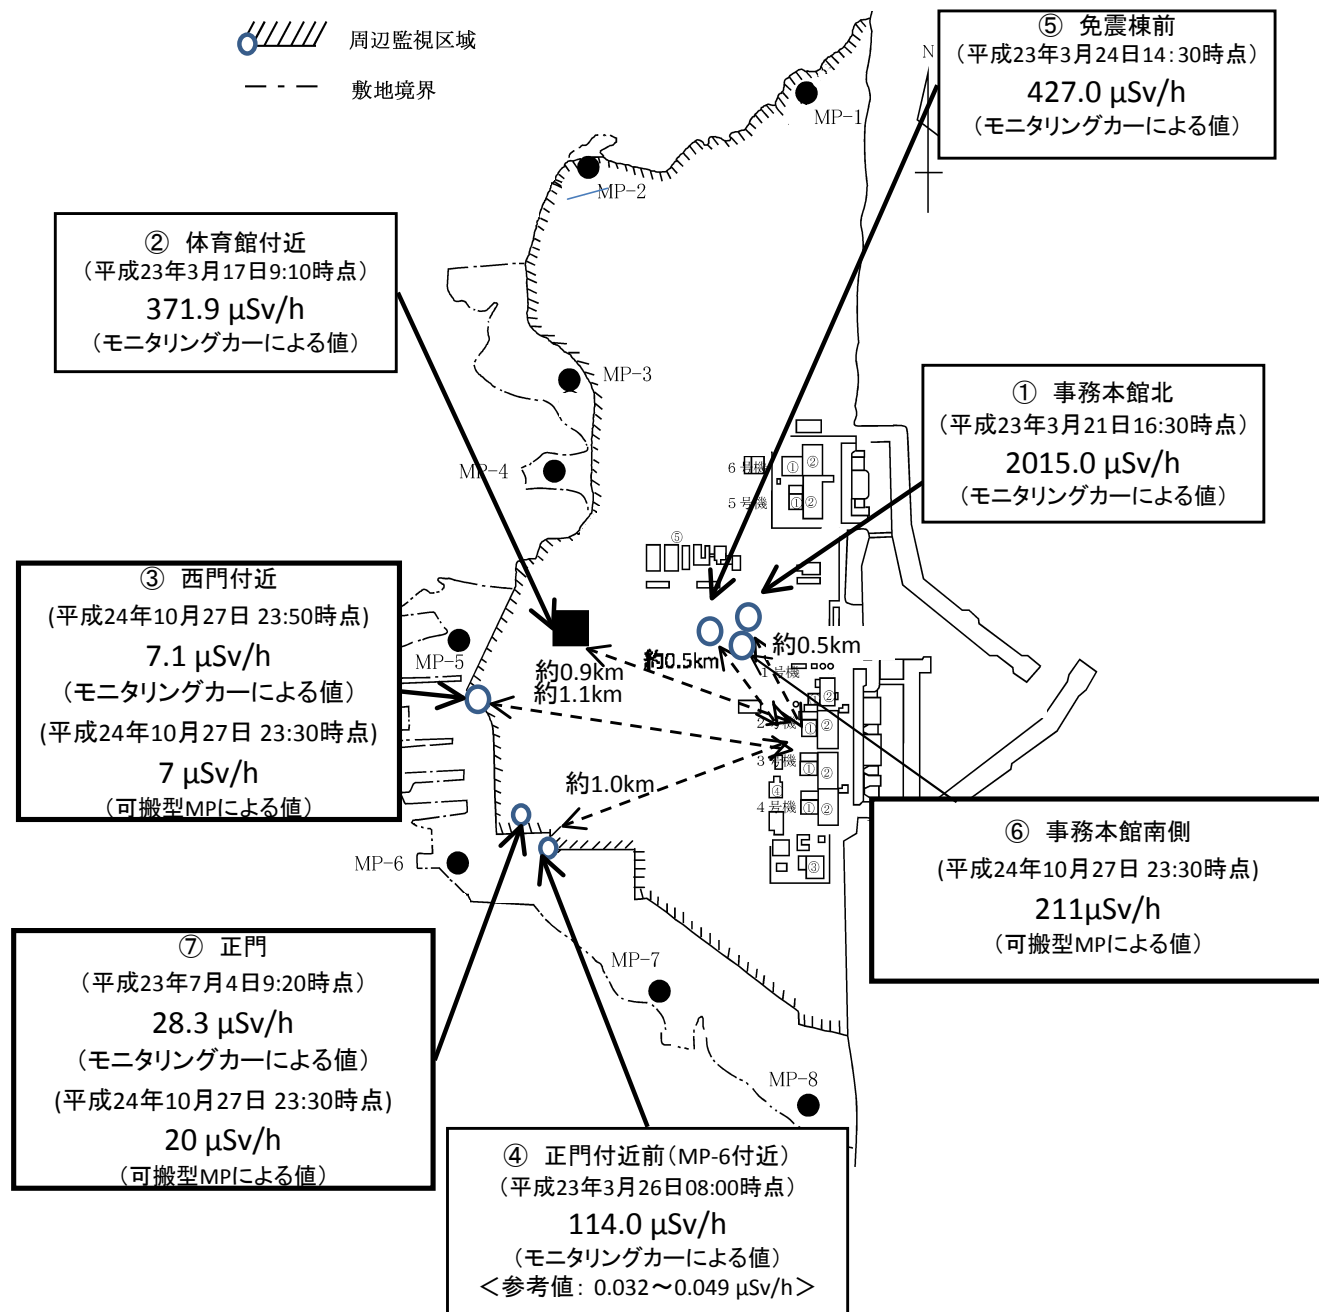 周辺監視区域
敷地境界
⑤ 免震棟前
（平成23年3月24日14:30時点）
427.0 μSv/h
（モニタリングカーによる値）
N
MP-1
MP-2
② 体育館付近
（平成23年3月17日9:10時点）
371.9 μSv/h
（モニタリングカーによる値）
MP-3
① 事務本館北
（平成23年3月21日16:30時点）
2015.0 μSv/h
（モニタリングカーによる値）
MP-4
6号機
① ②
5号機
① ②
⑤
③ 西門付近
(平成24年10月27日 23:50時点)
7.1 μSv/h
（モニタリングカーによる値）
(平成24年10月27日 23:30時点)
7 μSv/h
（可搬型MPによる値）
MP-5
約0.9km
約1.1km
約0.5km
約0.5km
1号機
②
2号機
① ②
3号機
① ②
④
4号機
① ②
③
約1.0km
MP-6
⑥ 事務本館南側
(平成24年10月27日 23:30時点)
211μSv/h
（可搬型MPによる値）
⑦ 正門
（平成23年7月4日9:20時点）
28.3 μSv/h
（モニタリングカーによる値）
(平成24年10月27日 23:30時点)
20 μSv/h
（可搬型MPによる値）
MP-7
MP-8
④ 正門付近前（MP-6付近）
（平成23年3月26日08:00時点）
114.0 μSv/h
（モニタリングカーによる値）
＜参考値： 0.032～0.049 μSv/h＞